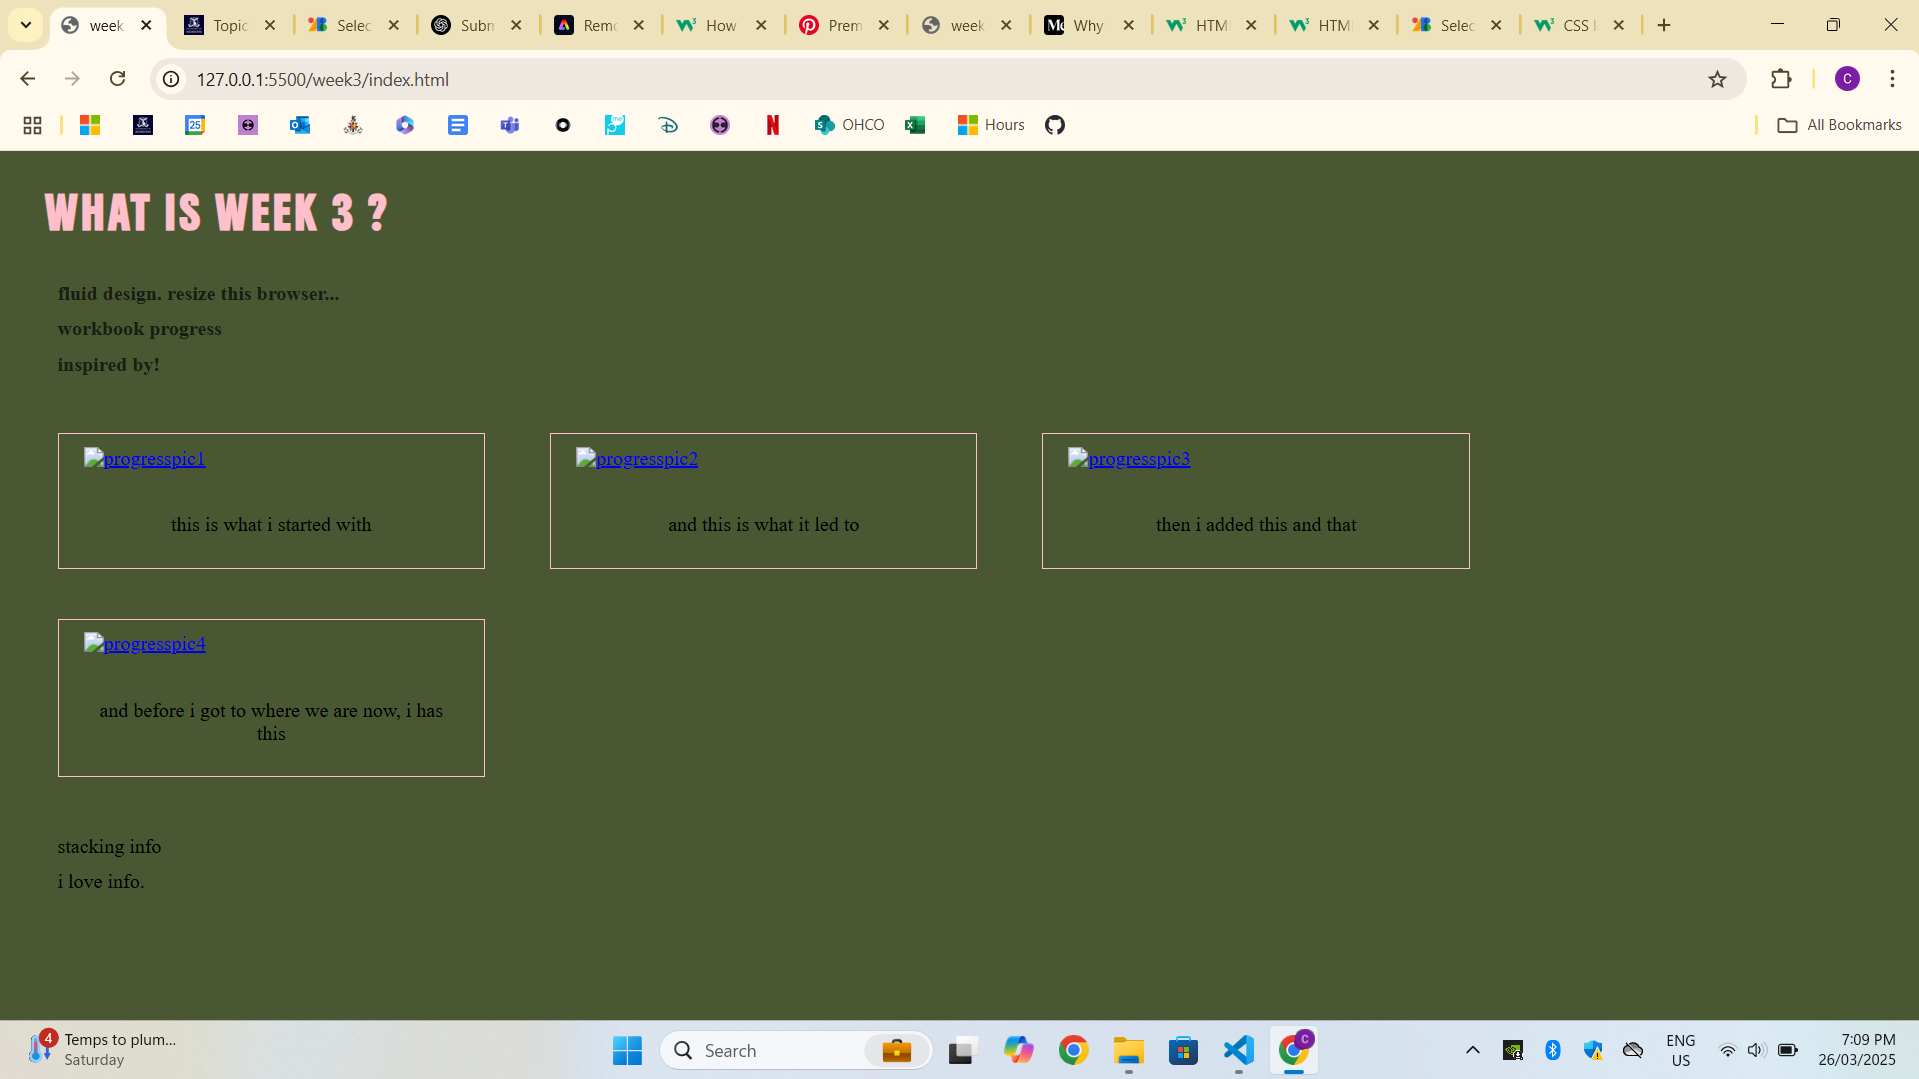 week
Topic
Selec
Subm
Remo
How
Prem
week
Why
HTM
HTM
Selec
CSS
127.0.0.1:5500/week3/index.html
C
25
OHCO
Hours
All Bookmarks
WHAT IS WEEK 3 ?
fluid design. resize this browser...
workbook progress
inspired by!
progresspic1
progresspic2
progresspic3
this is what i started with
and this is what it led to
then i added this and that
progresspic4
and before i got to where we are now, i has
this
stacking info
i love info.
4
Temps to plum...
Saturday
Search
C
ENG
US
7:09 PM
26/03/2025